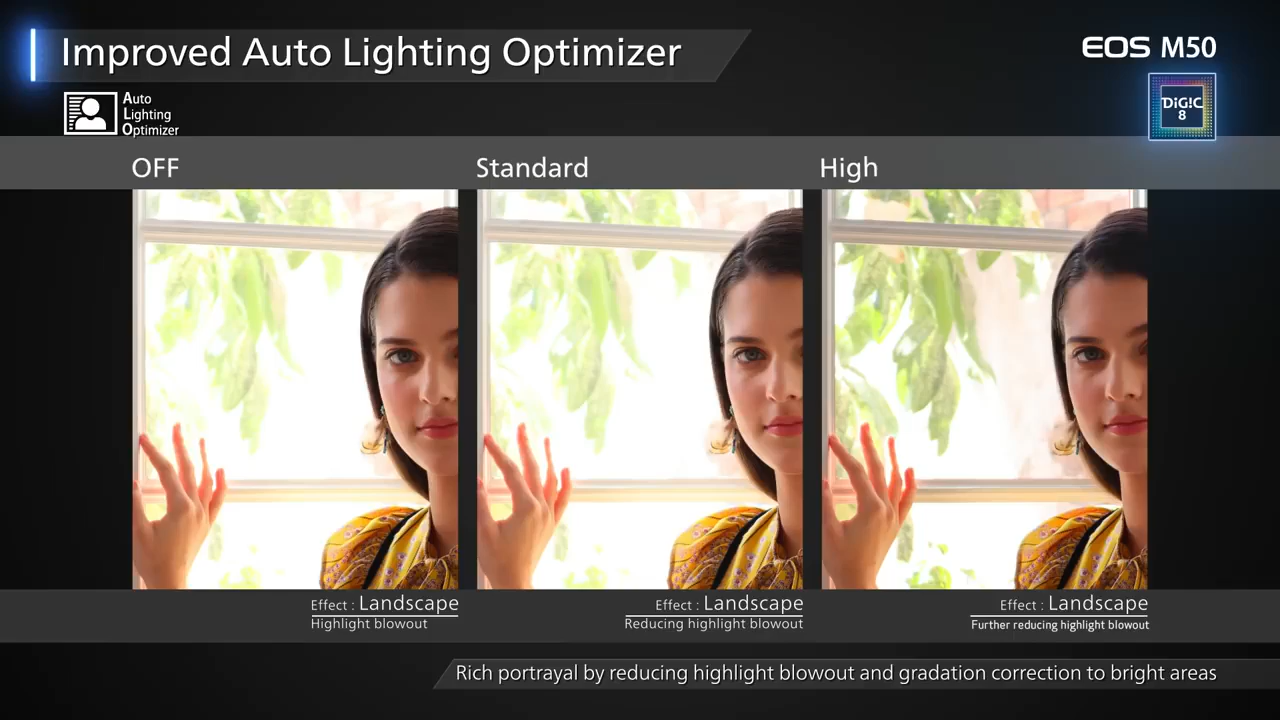 Improved Auto Lighting Optimizer
EOS M50
Auto
Lighting
Optimizer
DIGIC
8
OFF
Standard
High
Effect : Landscape
Highlight blowout
Effect : Landscape
Reducing highlight blowout
Effect : Landscape
Further reducing highlight blowout
Rich portrayal by reducing highlight blowout and gradation correction to bright areas